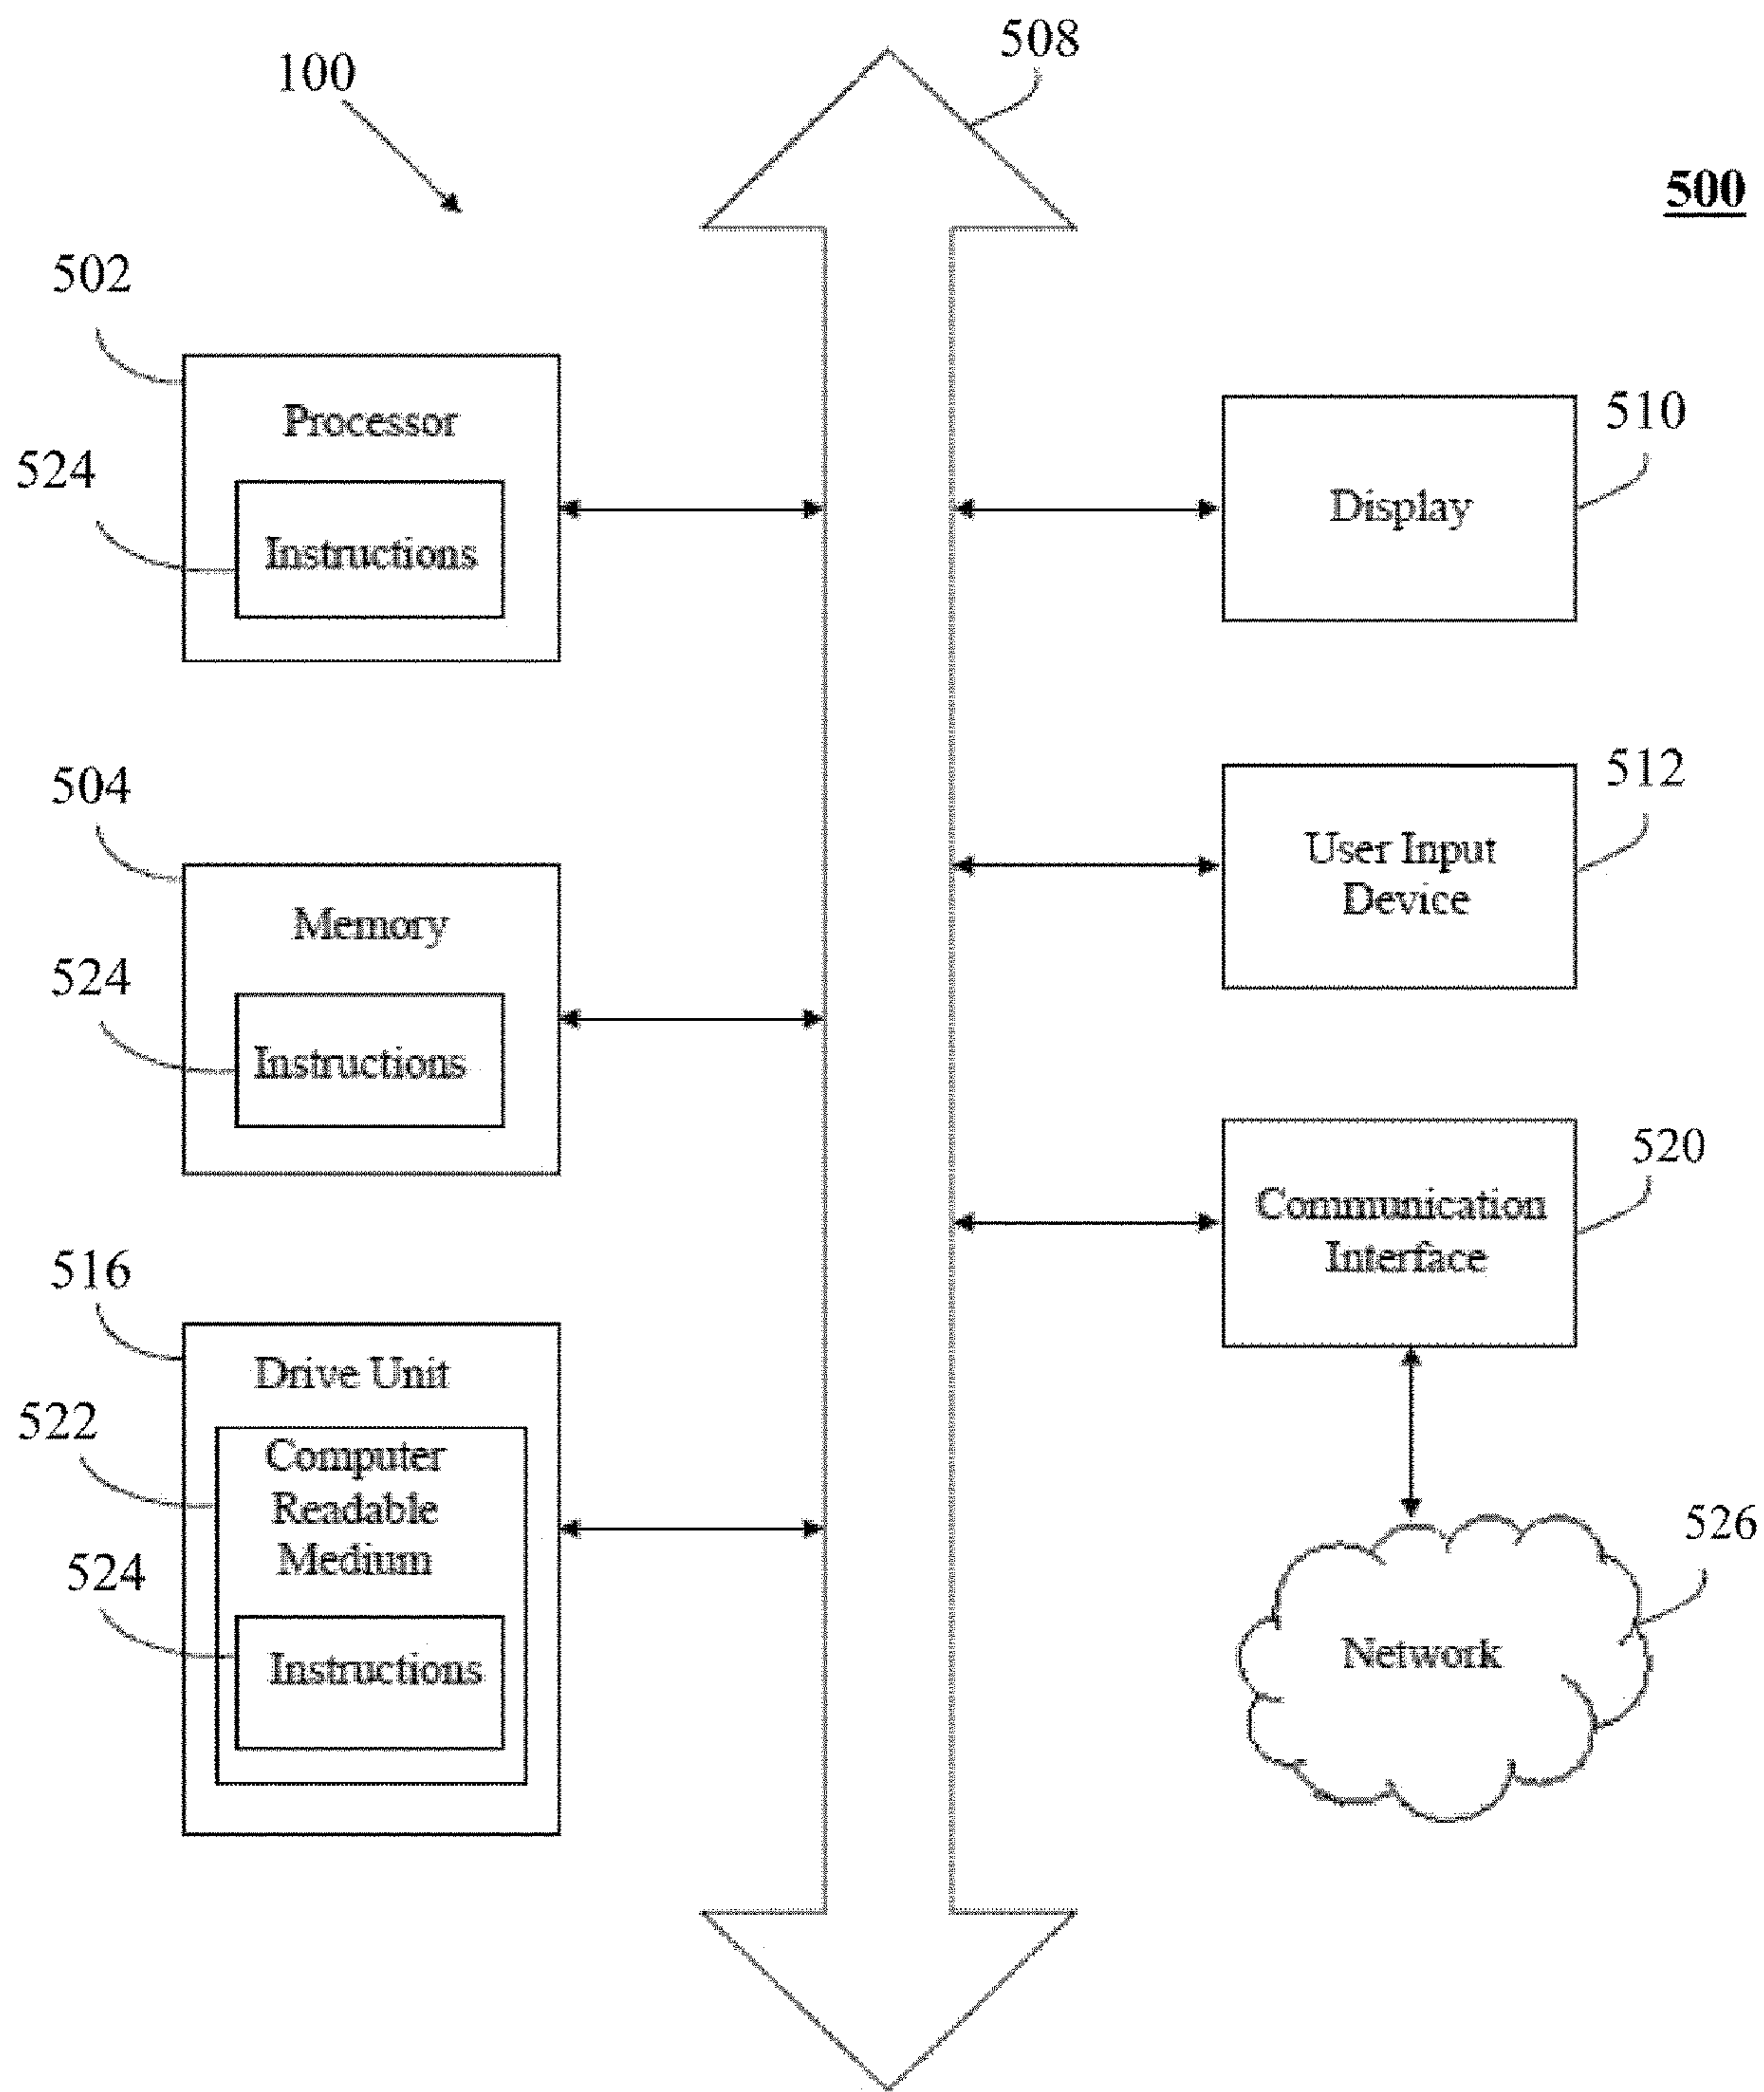 508
100
500
502
Processor
510
524
Display
Instructions
504
512
User Input
Device
Memory
524
Instructions
520
Communication
Interface
516
Drive Unit
522
Computer
Readable
Medium
526
524
Network
Instructions